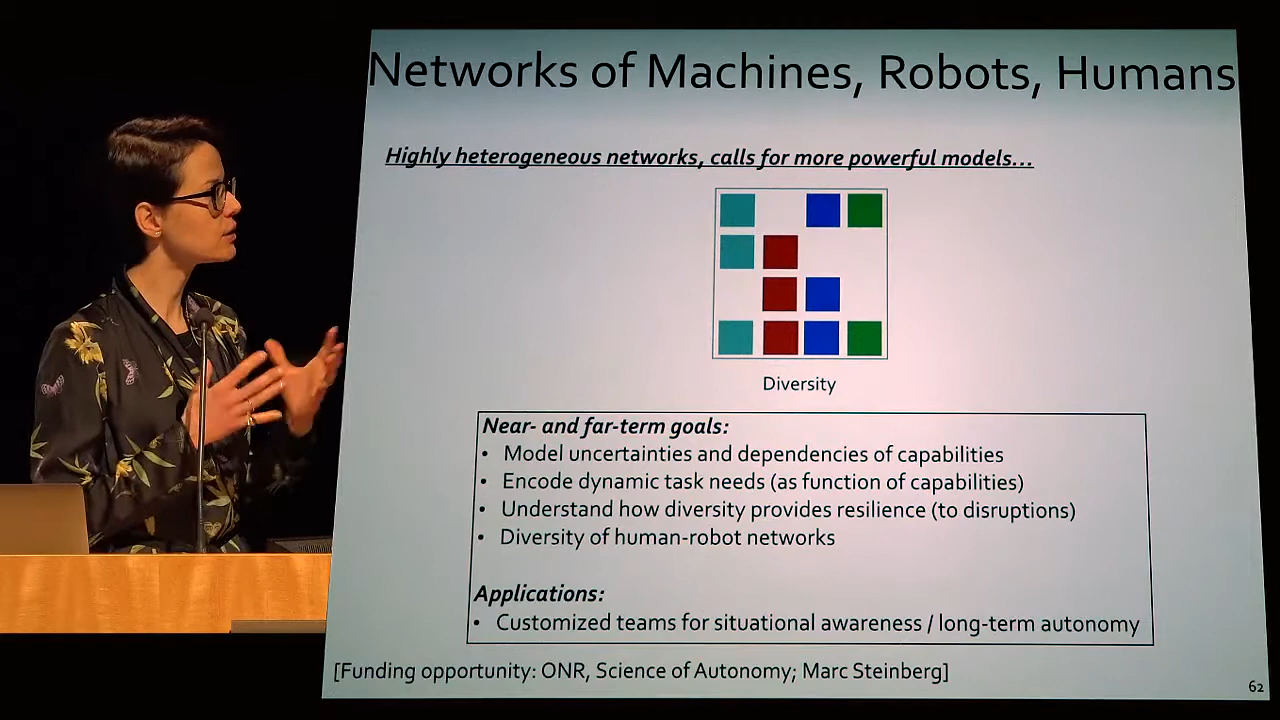 Networks of Machines, Robots, Humans
Highly heterogeneous networks, calls for more powerful models...
Diversity
Near- and far-term goals:
• Model uncertainties and dependencies of capabilities
• Encode dynamic task needs (as function of capabilities)
• Understand how diversity provides resilience (to disruptions)
• Diversity of human-robot networks
Applications:
• Customized teams for situational awareness / long-term autonomy
[Funding opportunity: ONR, Science of Autonomy; Marc Steinberg]
62